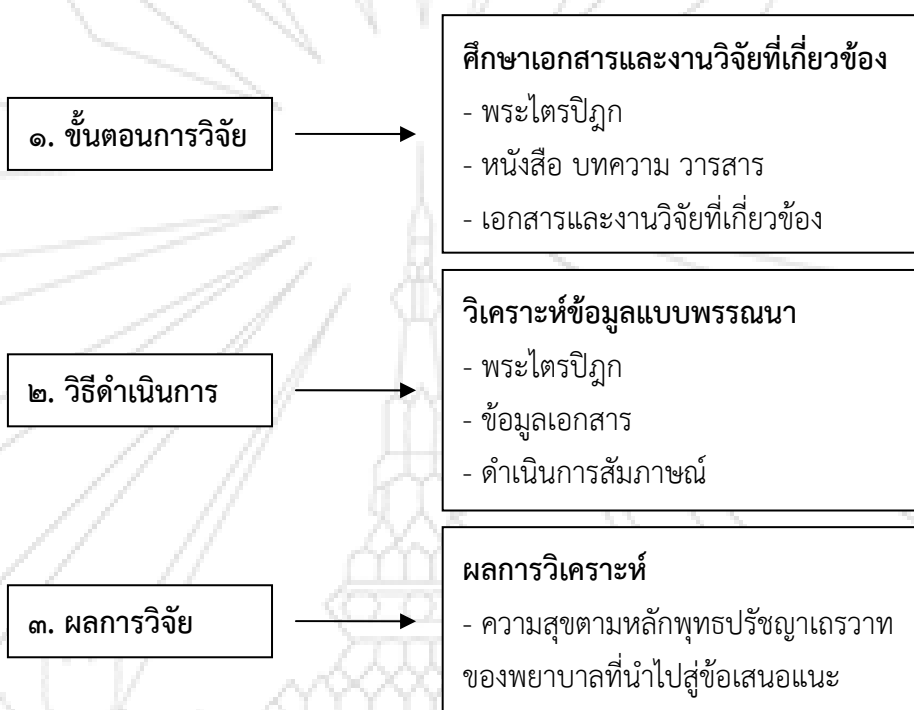 ๑. ขั้นตอนการวิจัย
ศึกษาเอกสารและงานวิจัยที่เกี่ยวข้อง
- พระไตรปิฎก
- หนังสือ บทความ วารสาร
- เอกสารและงานวิจัยที่เกี่ยวข้อง
๒. วิธีดำเนินการ
วิเคราะห์ข้อมูลแบบพรรณนา
- พระไตรปิฎก
- ข้อมูลเอกสาร
- ดำเนินการสัมภาษณ์
๓. ผลการวิจัย
ผลการวิเคราะห์
- ความสุขตามหลักพุทธปรัชญาเถรวาท
ของพยาบาลที่นำไปสู่ข้อเสนอแนะ